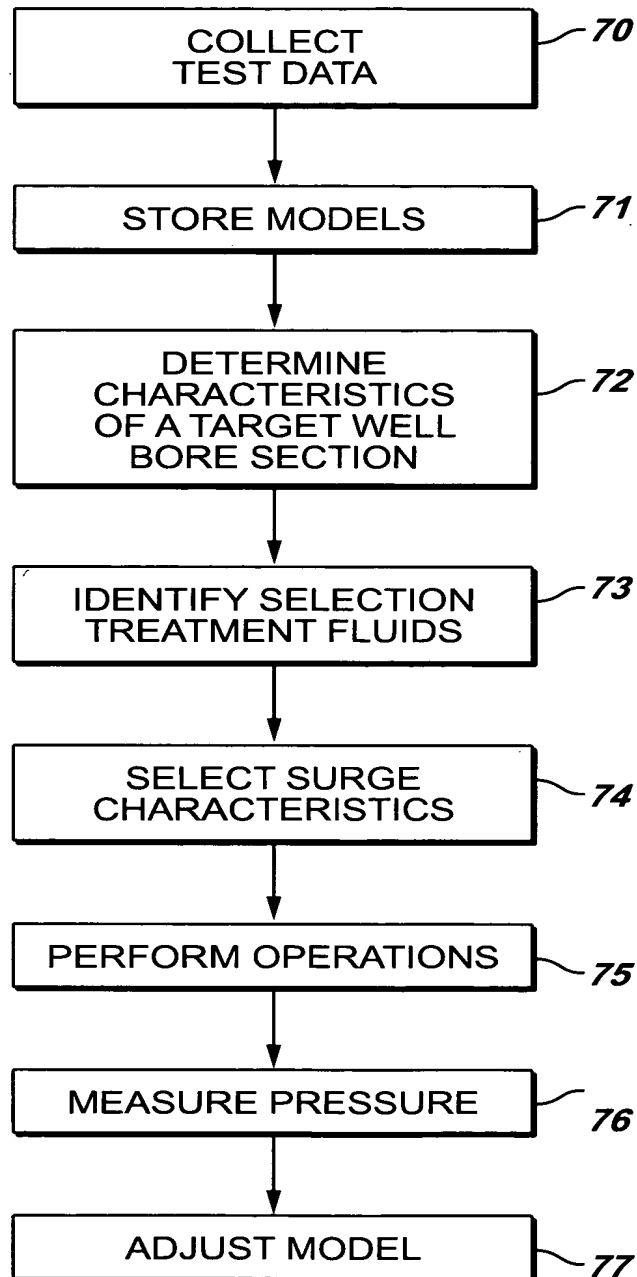 COLLECT
TEST DATA
70
STORE MODELS
71
DETERMINE
CHARACTERISTICS
OF A TARGET WELL
BORE SECTION
72
IDENTIFY SELECTION
TREATMENT FLUIDS
73
SELECT SURGE
CHARACTERISTICS
74
PERFORM OPERATIONS
75
MEASURE PRESSURE
76
ADJUST MODEL
77